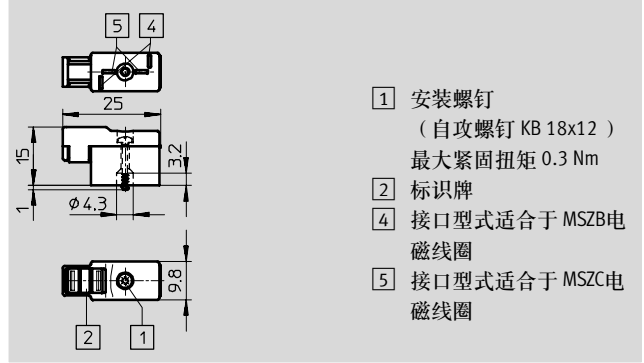 5 4
25
15
3.2
1
ø4.3
9.8
2 1
1 安装螺钉
（自攻螺钉 KB 18x12 ）
最大紧固扭矩 0.3 Nm
2 标识牌
4 接口型式适合于 MSZB电
磁线圈
5 接口型式适合于 MSZC电
磁线圈